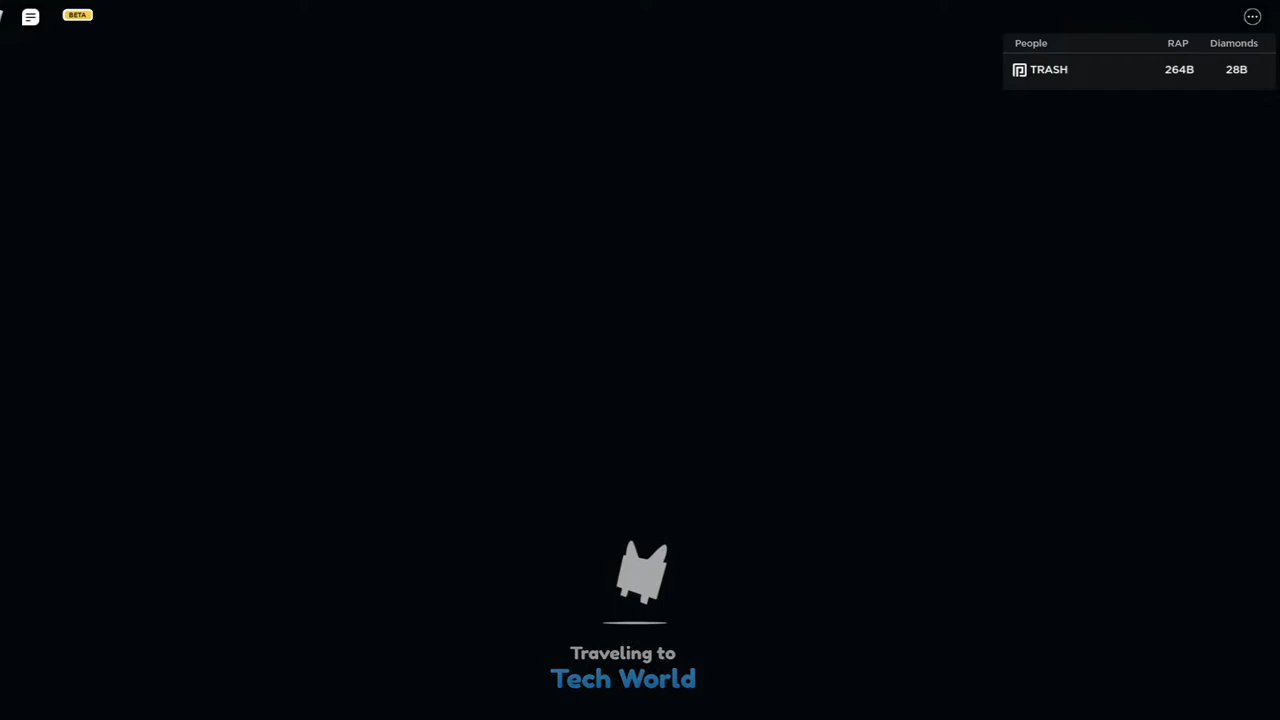 BETA
People RAP Diamonds
TRASH 264B 28B
Traveling to
Tech World